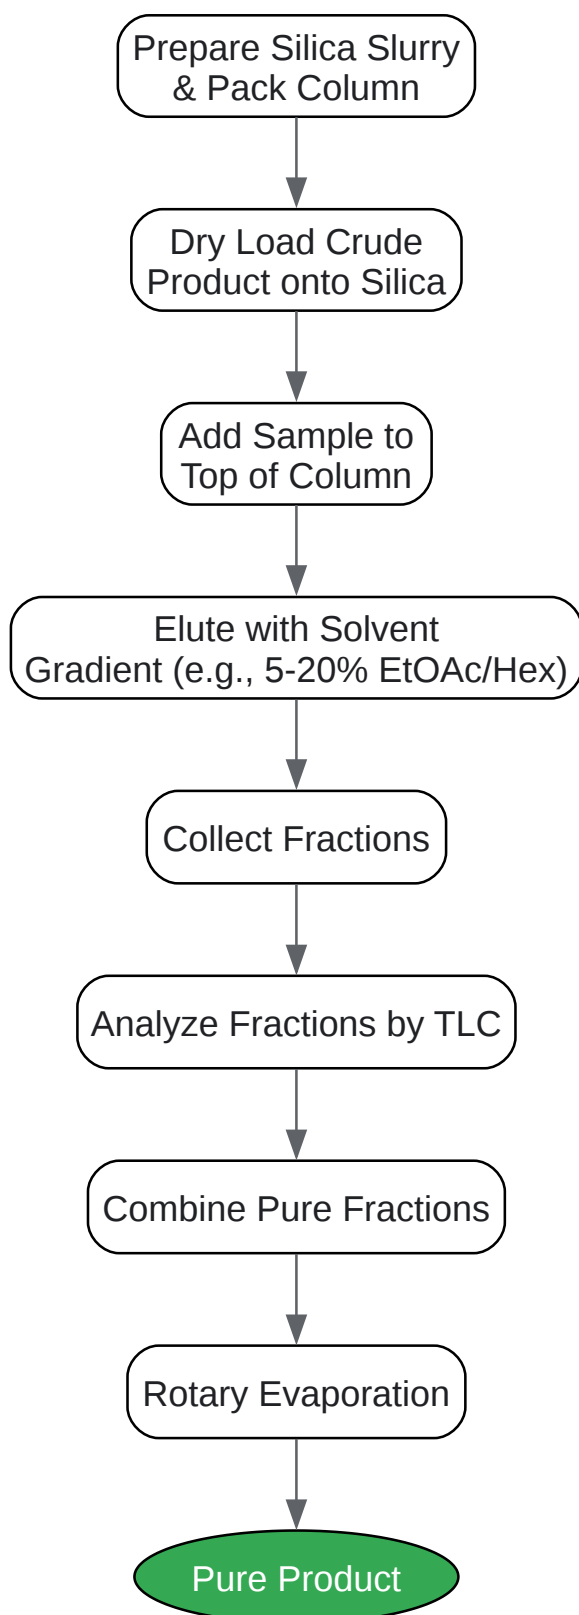 Prepare Silica Slurry
& Pack Column
Dry Load Crude
Product onto Silica
Add Sample to
Top of Column
Elute with Solvent
Gradient (e.g., 5-20% EtOAc/Hex)
Collect Fractions
Analyze Fractions by TLC
Combine Pure Fractions
Rotary Evaporation
Pure Product